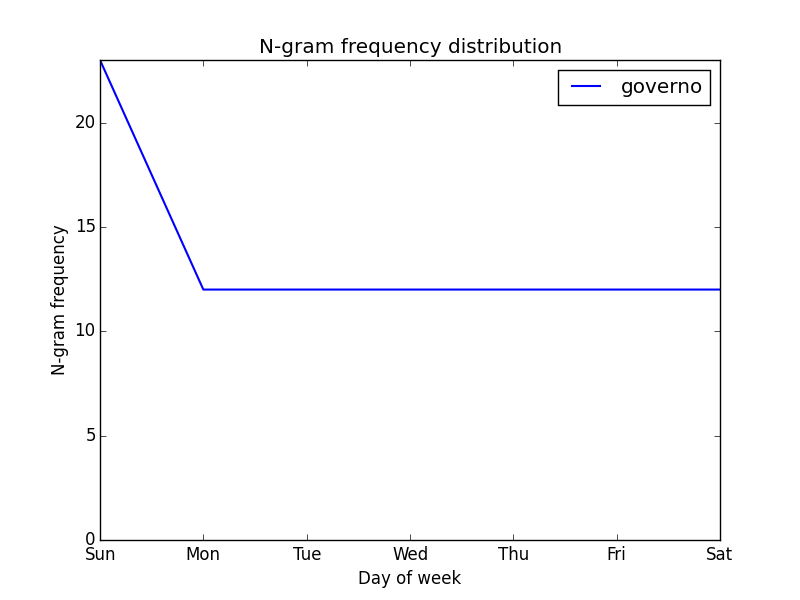 N-gram frequency distribution
governo
20
15
10
5
0
N-gram frequency
Sun Mon Tue Wed Thu Fri Sat
Day of week